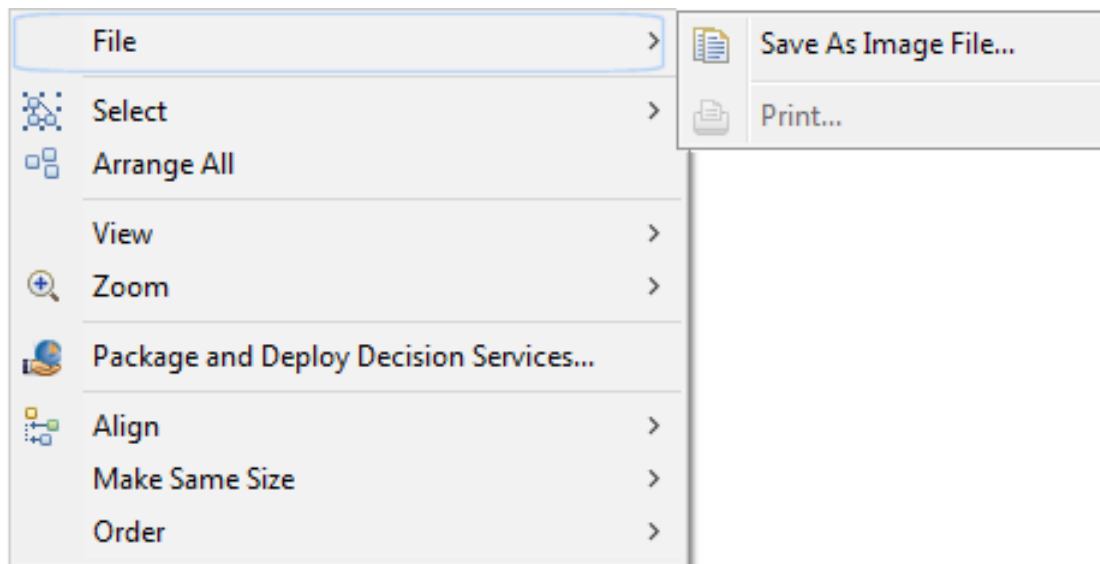 File
Save As Image File...
Select
Print...
Arrange All
View
Zoom
Package and Deploy Decision Services...
Align
Make Same Size
Order